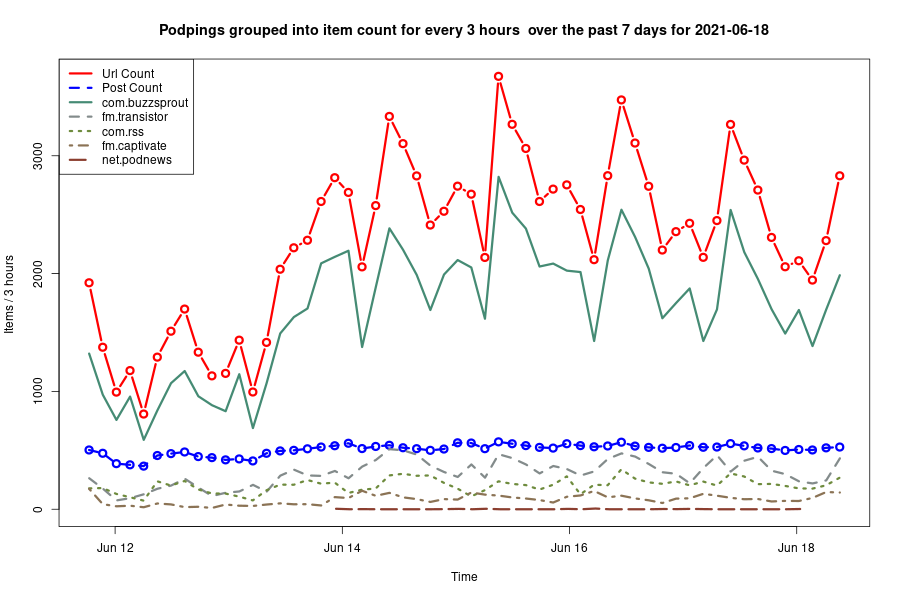 Podpings grouped into item count for every 3 hours  over the past 7 days for 2021-06-18
Url Count
Post Count
com.buzzsprout
fm.transistor
com.rss
fm.captivate
net.podnews
Items / 3 hours
3000
2000
1000
0
Jun 12
Jun 14
Jun 16
Jun 18
Time